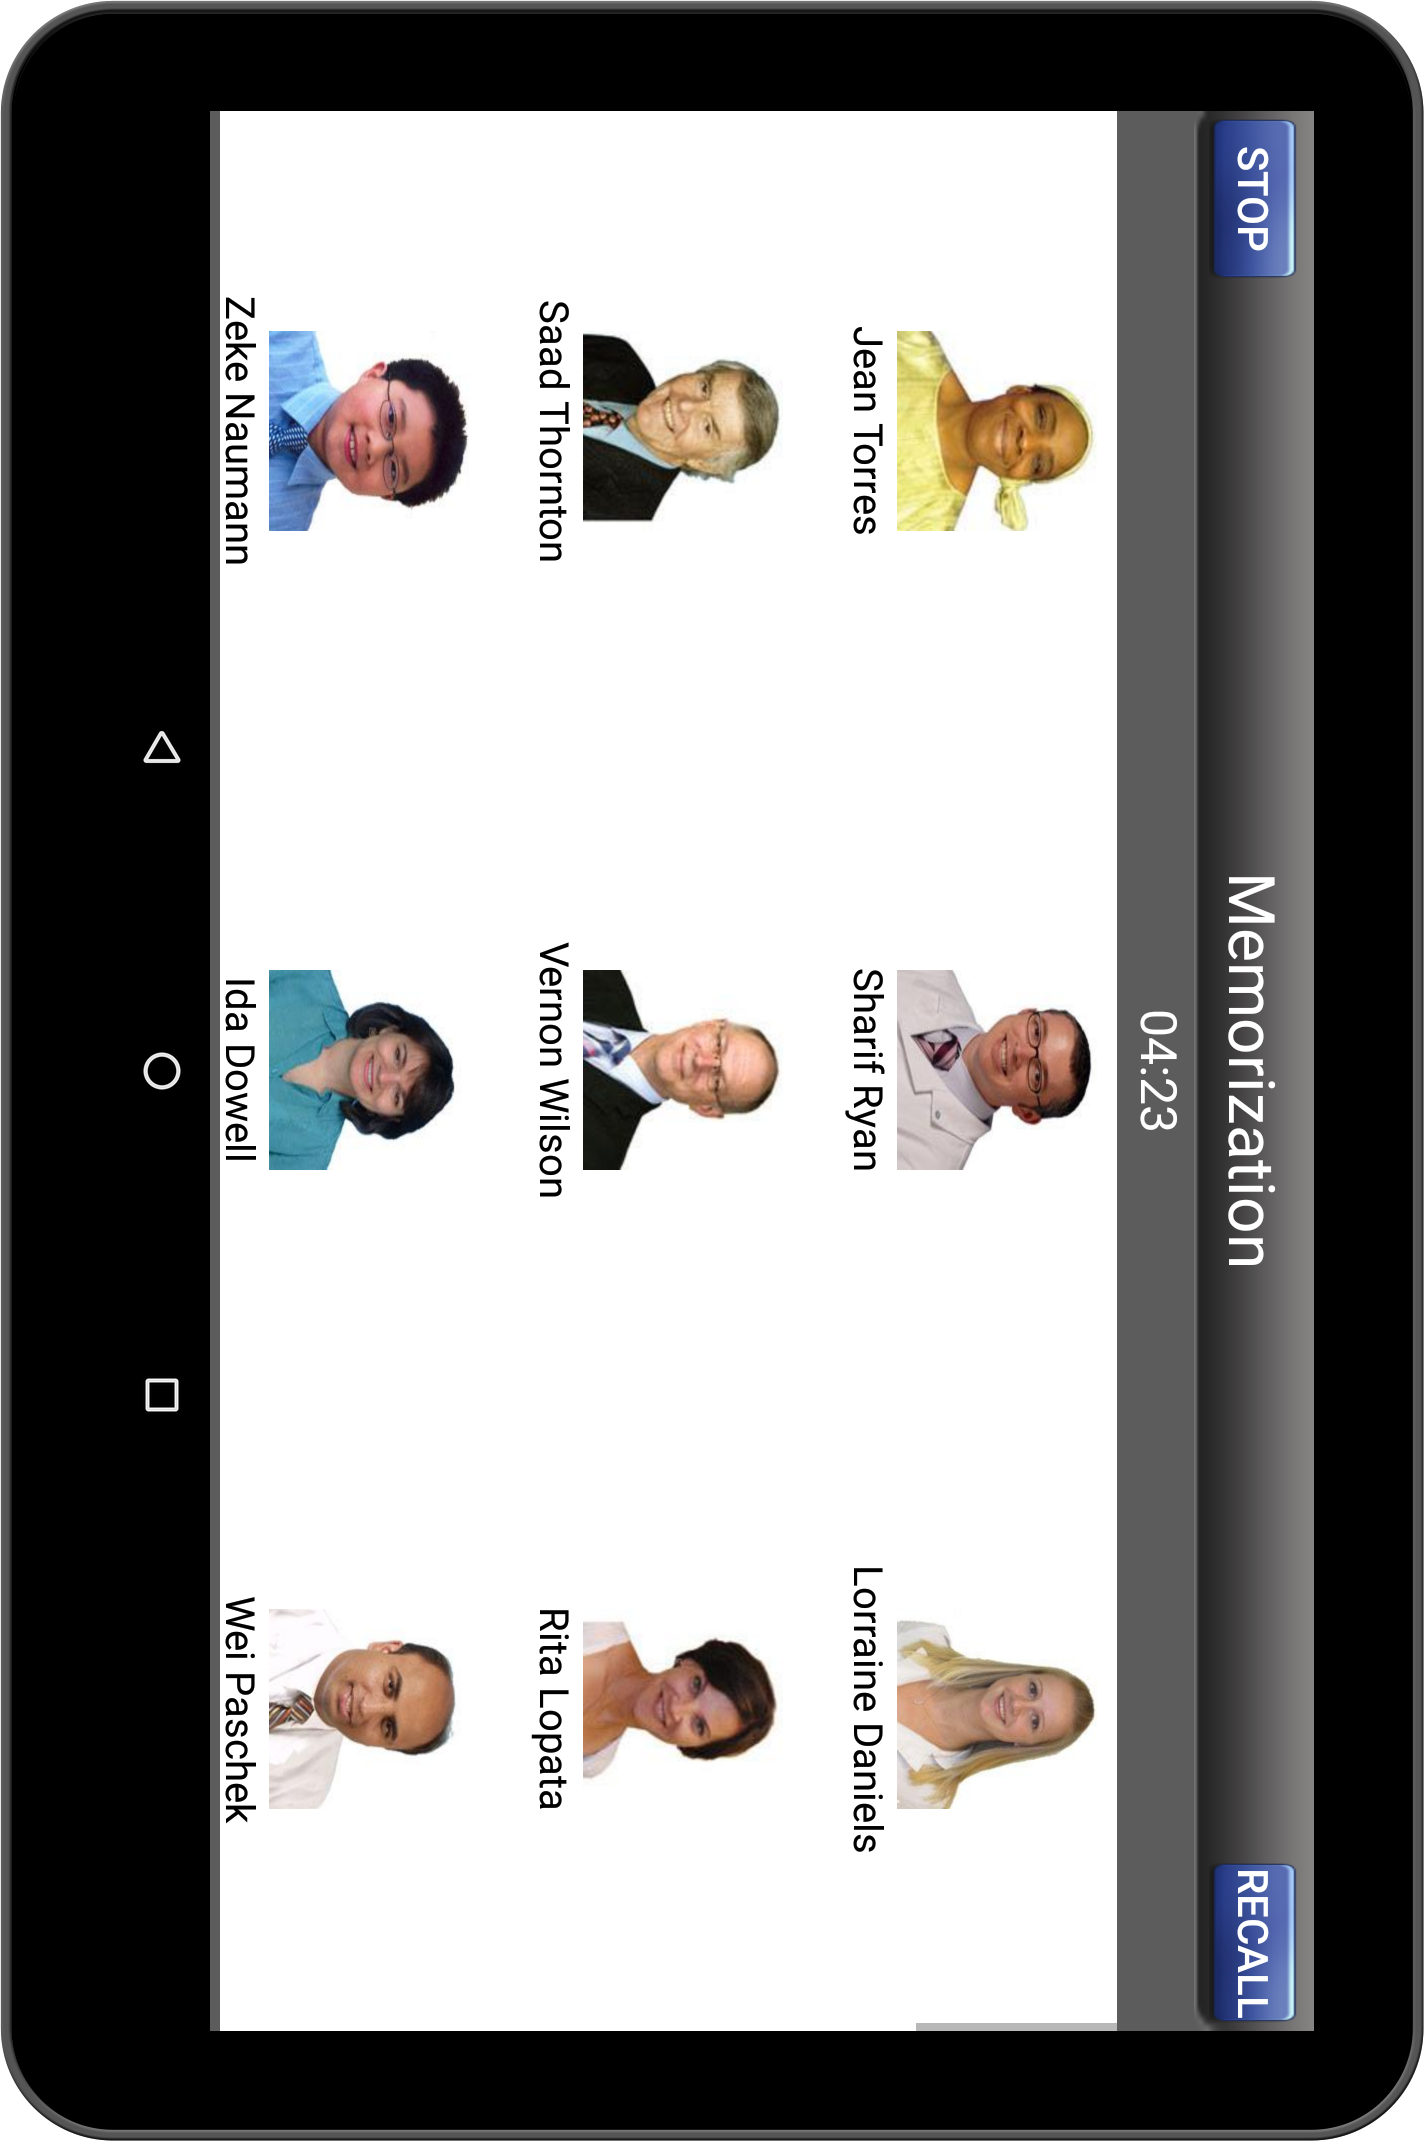 STOP
Memorization
RECALL
04:23
Jean Torres
Sharif Ryan
Lorraine Daniels
Saad Thornton
Vernon Wilson
Rita Lopata
Zeke Naumann
Ida Dowell
Wei Paschek